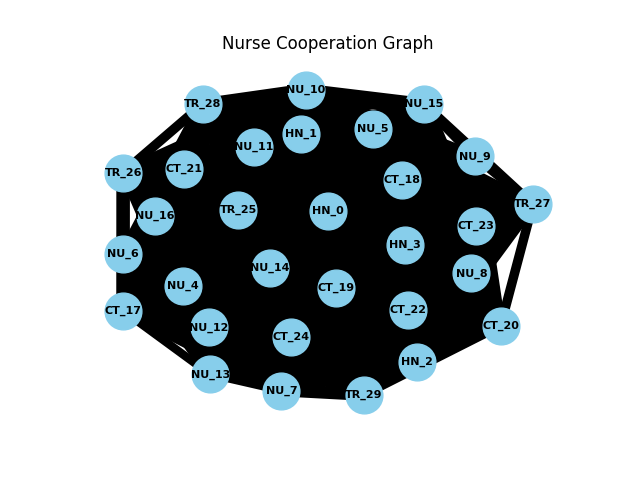 Nurse Cooperation Graph
NU_10
TR_28
NU_15
NU_5
HN_1
NU_11
NU_9
CT_21
TR_26
CT_18
TR_27
TR_25
HN_0
NU_16
CT_23
HN_3
NU_6
NU_14
NU_8
NU_4
CT_19
CT_17
CT_22
NU_12
CT_20
CT_24
HN_2
NU_13
NU_7
TR_29